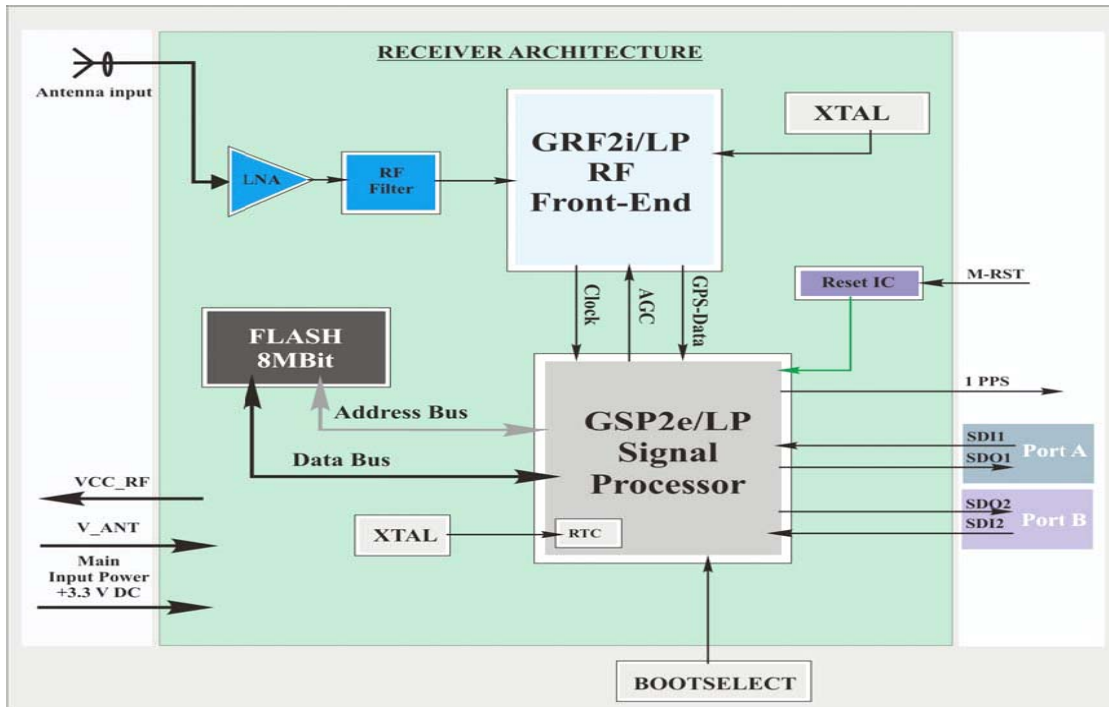 RECEIVER ARCHITECTURE
Antenna input
LNA
RF
Filter
GRF2i/LP
RF
Front-End
XTAL
Clock
AGC
GPS-Data
Reset IC
M-RST
FLASH
8MBit
Address Bus
Data Bus
GSP2e/LP
Signal
Processor
1 PPS
SDI1
SDO1
Port A
SDO2
SDI2
Port B
VCC_RF
V_ANT
Main
Input Power
+3.3 V DC
XTAL
RTC
BOOTSELECT